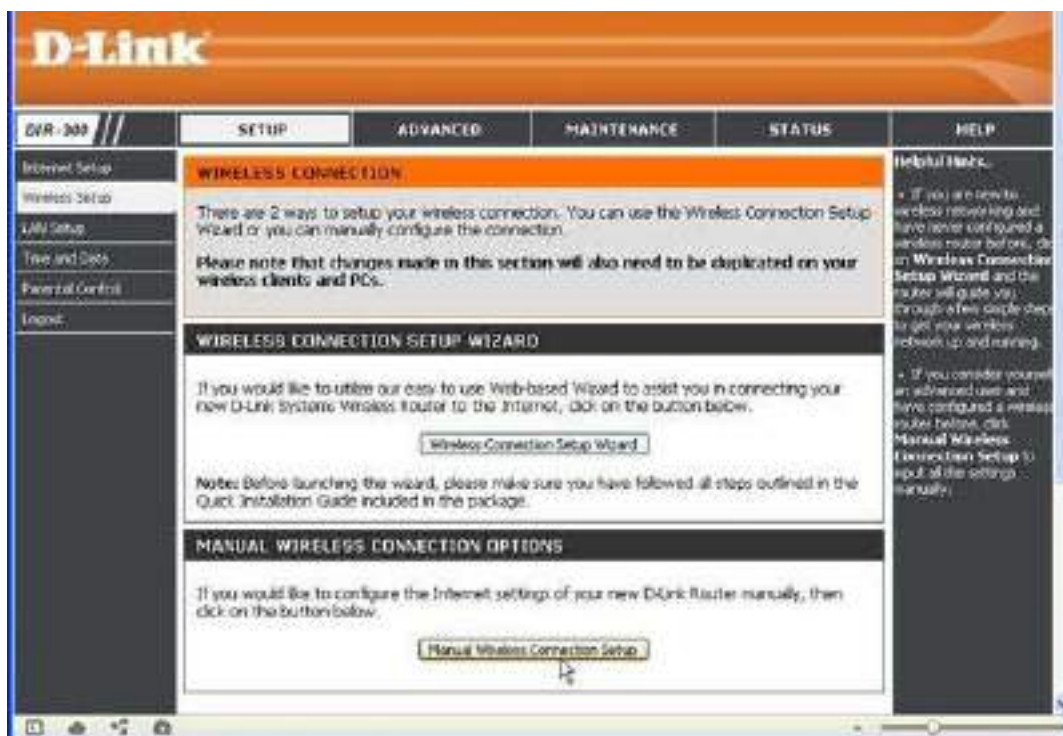 D-Link
DIR-300
SETUP
ADVANCED
MAINTENANCE
STATUS
HELP
Internet Setup
Wireless Setup
LAN Setup
Time and Date
Parental Control
Logout
WIRELESS CONNECTION
There are 2 ways to setup your wireless connection. You can use the Wireless Connection Setup
Wizard or you can manually configure the connection.
Please note that changes made in this section will also need to be duplicated on your
wireless clients and PCs.
WIRELESS CONNECTION SETUP WIZARD
If you would like to utilize our easy to use Web-based Wizard to assist you in connecting your
new D-Link Systems Wireless Router to the Internet, click on the button below.
Wireless Connection Setup Wizard
Note: Before launching the wizard, please make sure you have followed all steps outlined in the
Quick Installation Guide included in the package.
MANUAL WIRELESS CONNECTION OPTIONS
If you would like to configure the Internet settings of your new D-Link Router manually, then
click on the button below.
Manual Wireless Connection Setup
Helpful Hints..
• If you are new to
wireless networking and
have never configured a
wireless router before,
on Wireless Connection
Setup Wizard and the
router will guide you
through a few simple steps
to get your wireless
network up and running.
• If you consider yourself
an advanced user and
have configured a wireless
router before, click
Manual Wireless
Connection Setup to
input all the settings
manually.